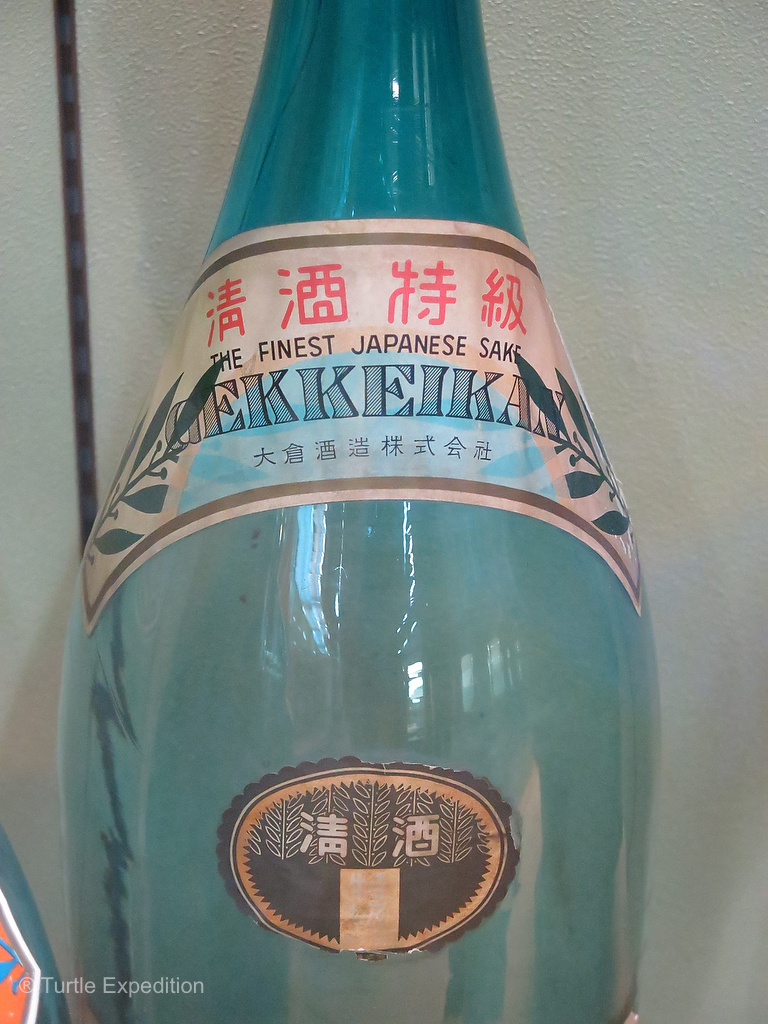 清酒特級
THE FINEST JAPANESE SAKE
GEKKEIKAN
大倉酒造株式会社
清酒
® Turtle Expedition